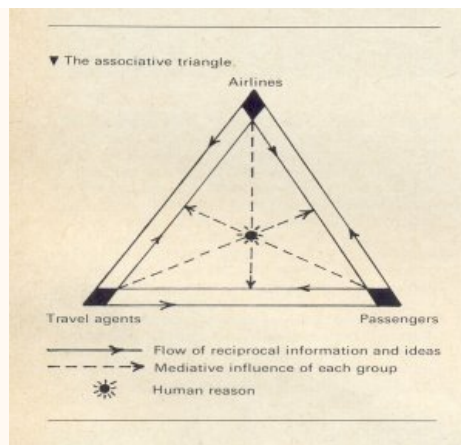 ▼ The associative triangle.
Airlines
Travel agents
Passengers
Flow of reciprocal information and ideas
Mediative influence of each group
Human reason